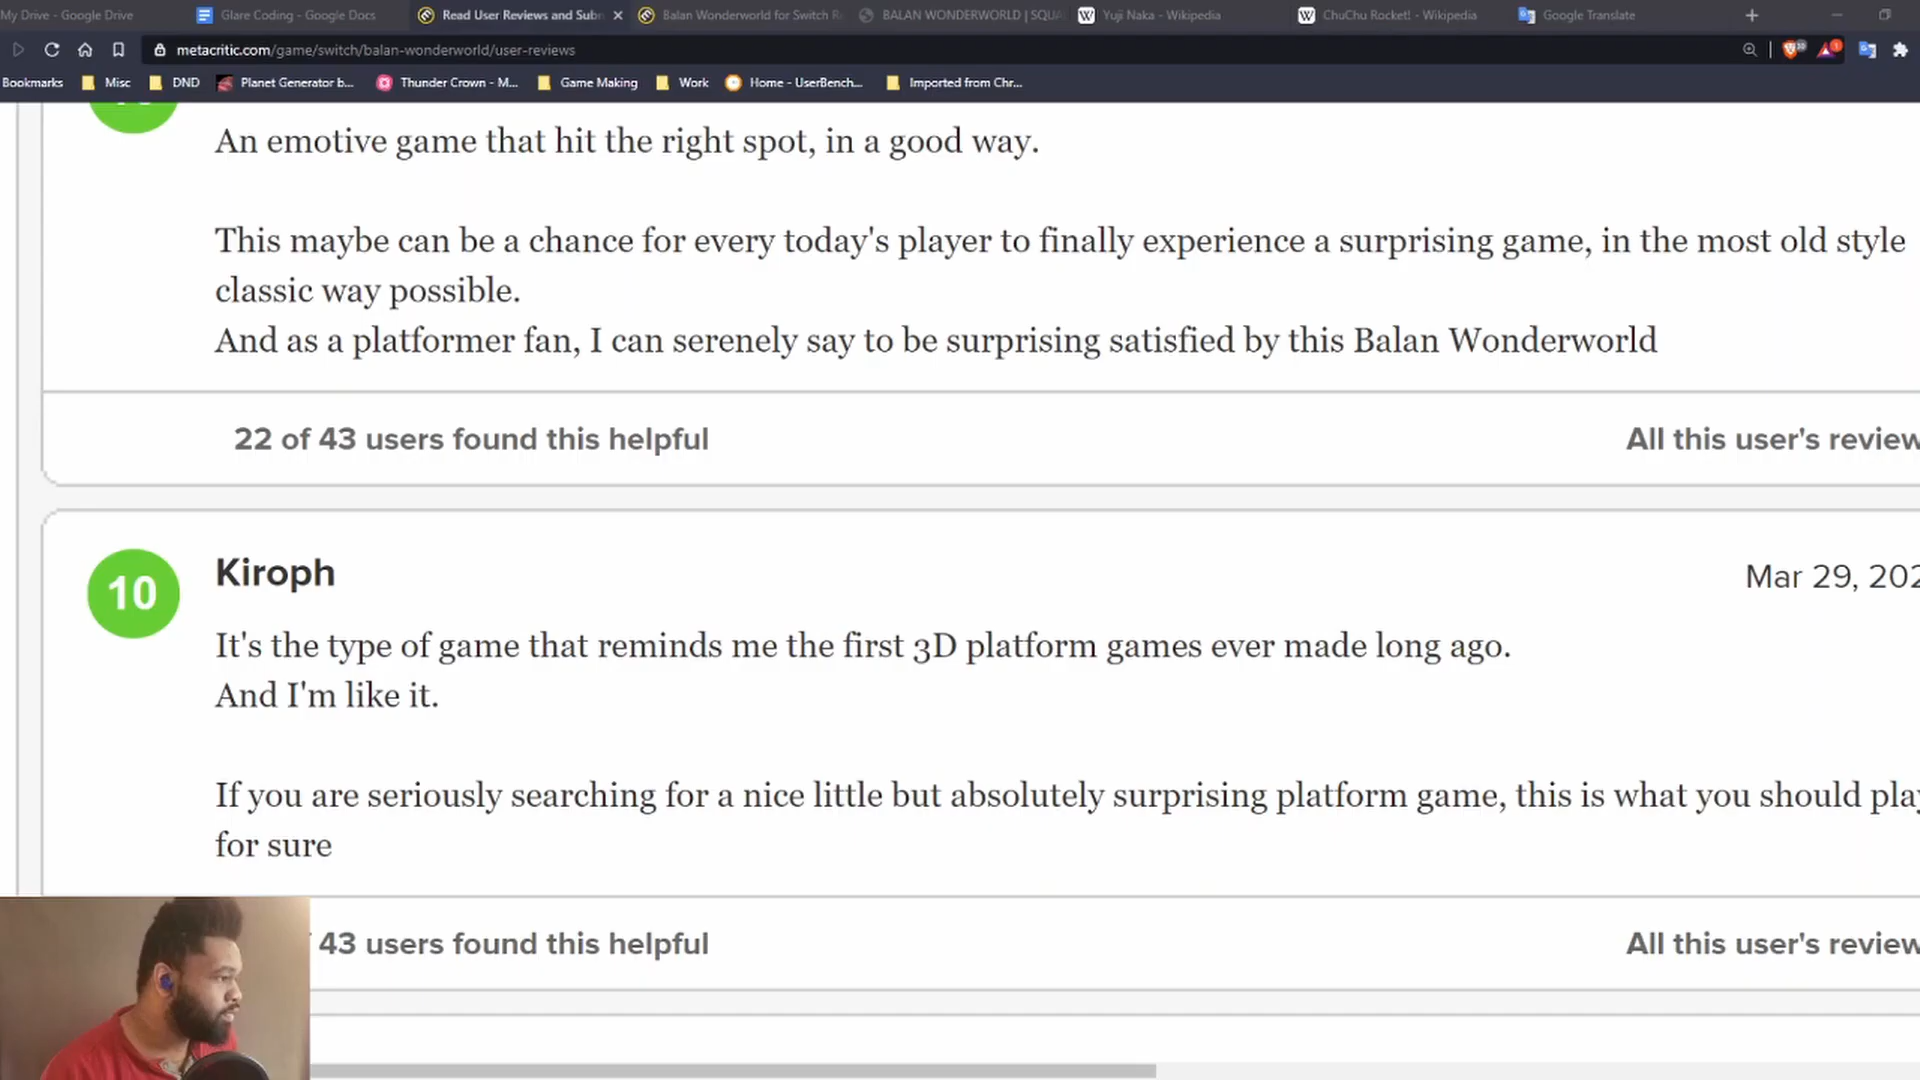 My Drive - Google Drive
Glare Coding - Google Docs
Read User Reviews and Subm
Balan Wonderworld for Switch R
BALAN WONDERWORLD | SQUA
Yuji Naka - Wikipedia
ChuChu Rocket! - Wikipedia
Google Translate
metacritic.com/game/switch/balan-wonderworld/user-reviews
Bookmarks
Misc
DND
Planet Generator b...
Thunder Crown - M...
Game Making
Work
Home - UserBench...
Imported from Chr...
An emotive game that hit the right spot, in a good way.
This maybe can be a chance for every today's player to finally experience a surprising game, in the most old style
classic way possible.
And as a platformer fan, I can serenely say to be surprising satisfied by this Balan Wonderworld
22 of 43 users found this helpful
All this user's review
10
Kiroph
Mar 29, 202
It's the type of game that reminds me the first 3D platform games ever made long ago.
And I'm like it.
If you are seriously searching for a nice little but absolutely surprising platform game, this is what you should play
for sure
43 users found this helpful
All this user's review